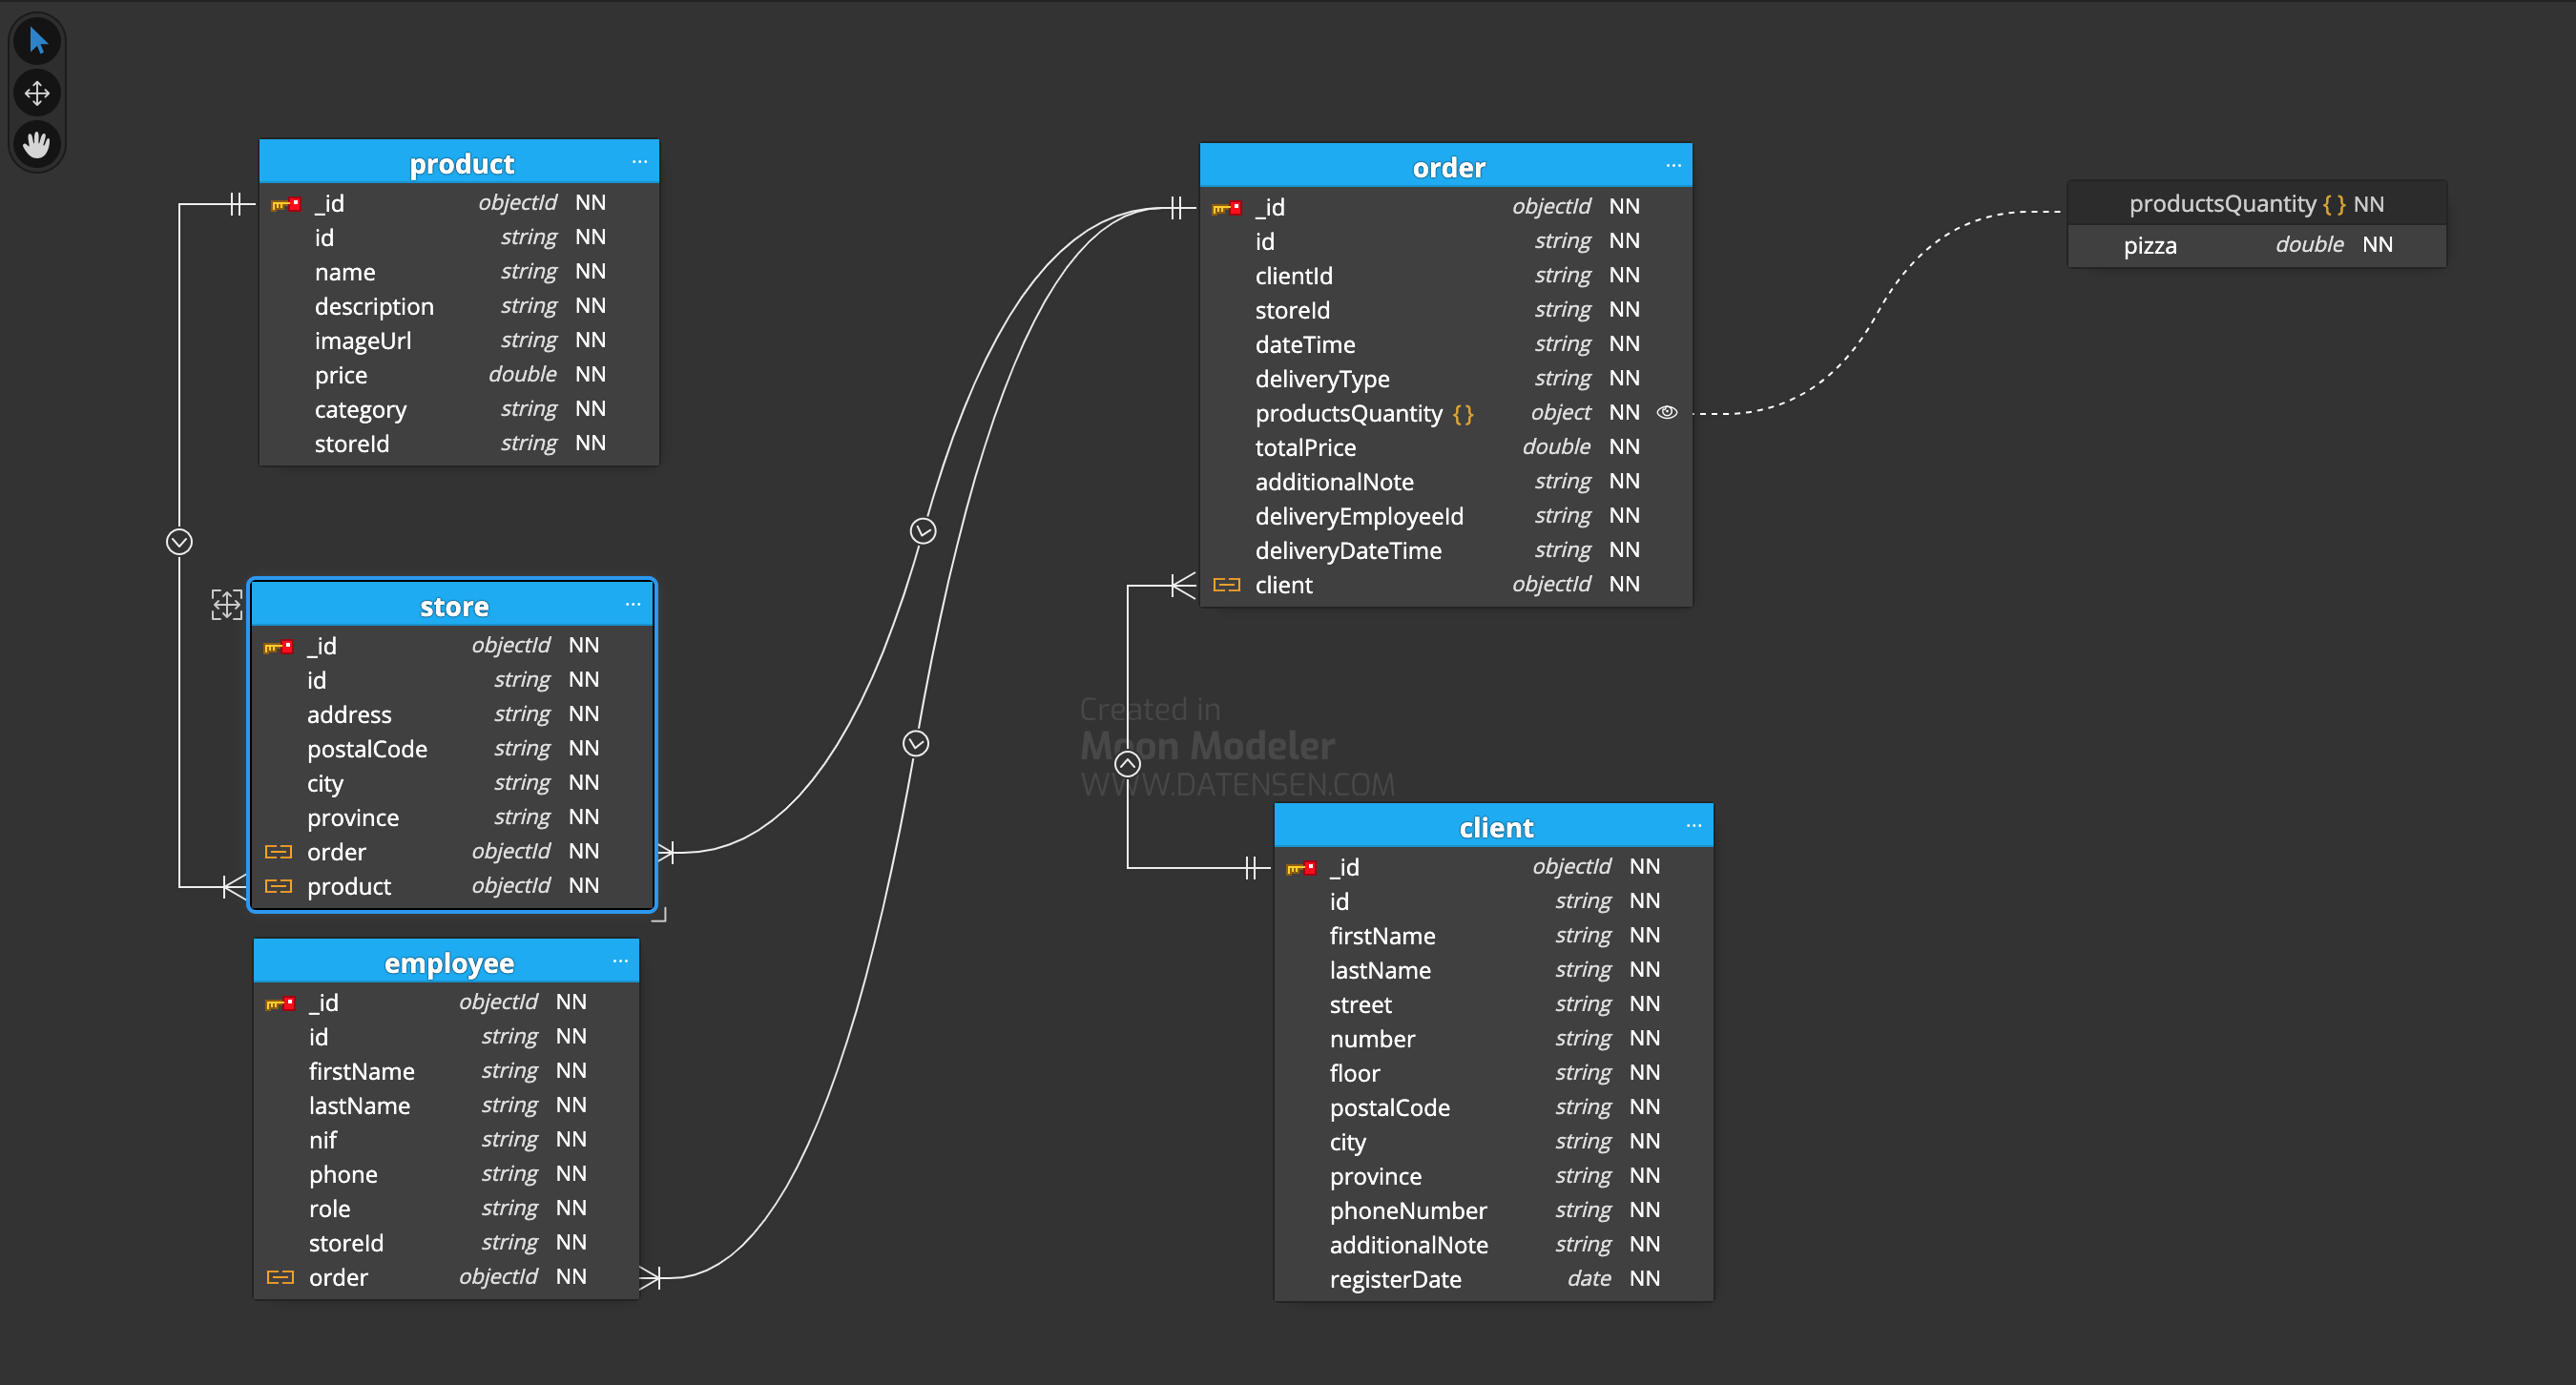 product ...
_id objectId NN
id string NN
name string NN
description string NN
imageUrl string NN
price double NN
category string NN
storeId string NN
store ...
_id objectId NN
id string NN
address string NN
postalCode string NN
city string NN
province string NN
order objectId NN
product objectId NN
employee ...
_id objectId NN
id string NN
firstName string NN
lastName string NN
nif string NN
phone string NN
role string NN
storeId string NN
order objectId NN
order ...
_id objectId NN
id string NN
clientId string NN
storeId string NN
dateTime string NN
deliveryType string NN
productsQuantity {} object NN
totalPrice double NN
additionalNote string NN
deliveryEmployeeId string NN
deliveryDateTime string NN
client objectId NN
Created in
Moon Modeler
WWW.DATENSEN.COM
client ...
_id objectId NN
id string NN
firstName string NN
lastName string NN
street string NN
number string NN
floor string NN
postalCode string NN
city string NN
province string NN
phoneNumber string NN
additionalNote string NN
registerDate date NN
productsQuantity {} NN
pizza double NN